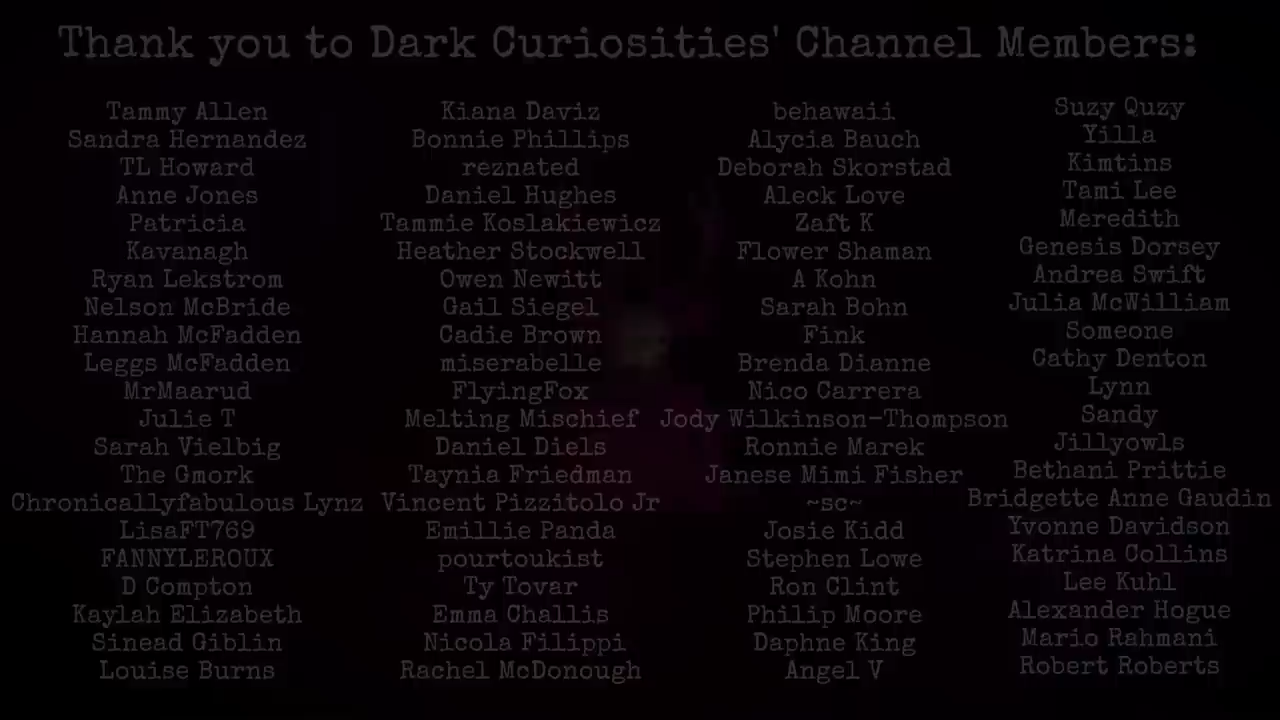 Thank you to Dark Curiosities' Channel Members:
Tammy Allen
Sandra Hernandez
TL Howard
Anne Jones
Patricia
Kavanagh
Ryan Lekstrom
Nelson McBride
Hannah McFadden
Leggs McFadden
MrMaarud
Julie T
Sarah Vielbig
The Gmork
Chronicallyfabulous Lynz
LisaFT769
FANNYLEROUX
D Compton
Kaylah Elizabeth
Sinead Giblin
Louise Burns
Kiana Daviz
Bonnie Phillips
reznated
Daniel Hughes
Tammie Koslakiewicz
Heather Stockwell
Owen Newitt
Gail Siegel
Cadie Brown
miserabelle
FlyingFox
Melting Mischief
Daniel Diels
Taynia Friedman
Vincent Pizzitolo Jr
Emillie Panda
pourtoukist
Ty Tovar
Emma Challis
Nicola Filippi
Rachel McDonough
behawaii
Alycia Bauch
Deborah Skorstad
Aleck Love
Zaft K
Flower Shaman
A Kohn
Sarah Bohn
Fink
Brenda Dianne
Nico Carrera
Jody Wilkinson-Thompson
Ronnie Marek
Janese Mimi Fisher
~sc~
Josie Kidd
Stephen Lowe
Ron Clint
Philip Moore
Daphne King
Angel V
Suzy Quzy
Yilla
Kimtins
Tami Lee
Meredith
Genesis Dorsey
Andrea Swift
Julia McWilliam
Someone
Cathy Denton
Lynn
Sandy
Jillyowls
Bethani Prittie
Bridgette Anne Gaudin
Yvonne Davidson
Katrina Collins
Lee Kuhl
Alexander Hogue
Mario Rahmani
Robert Roberts